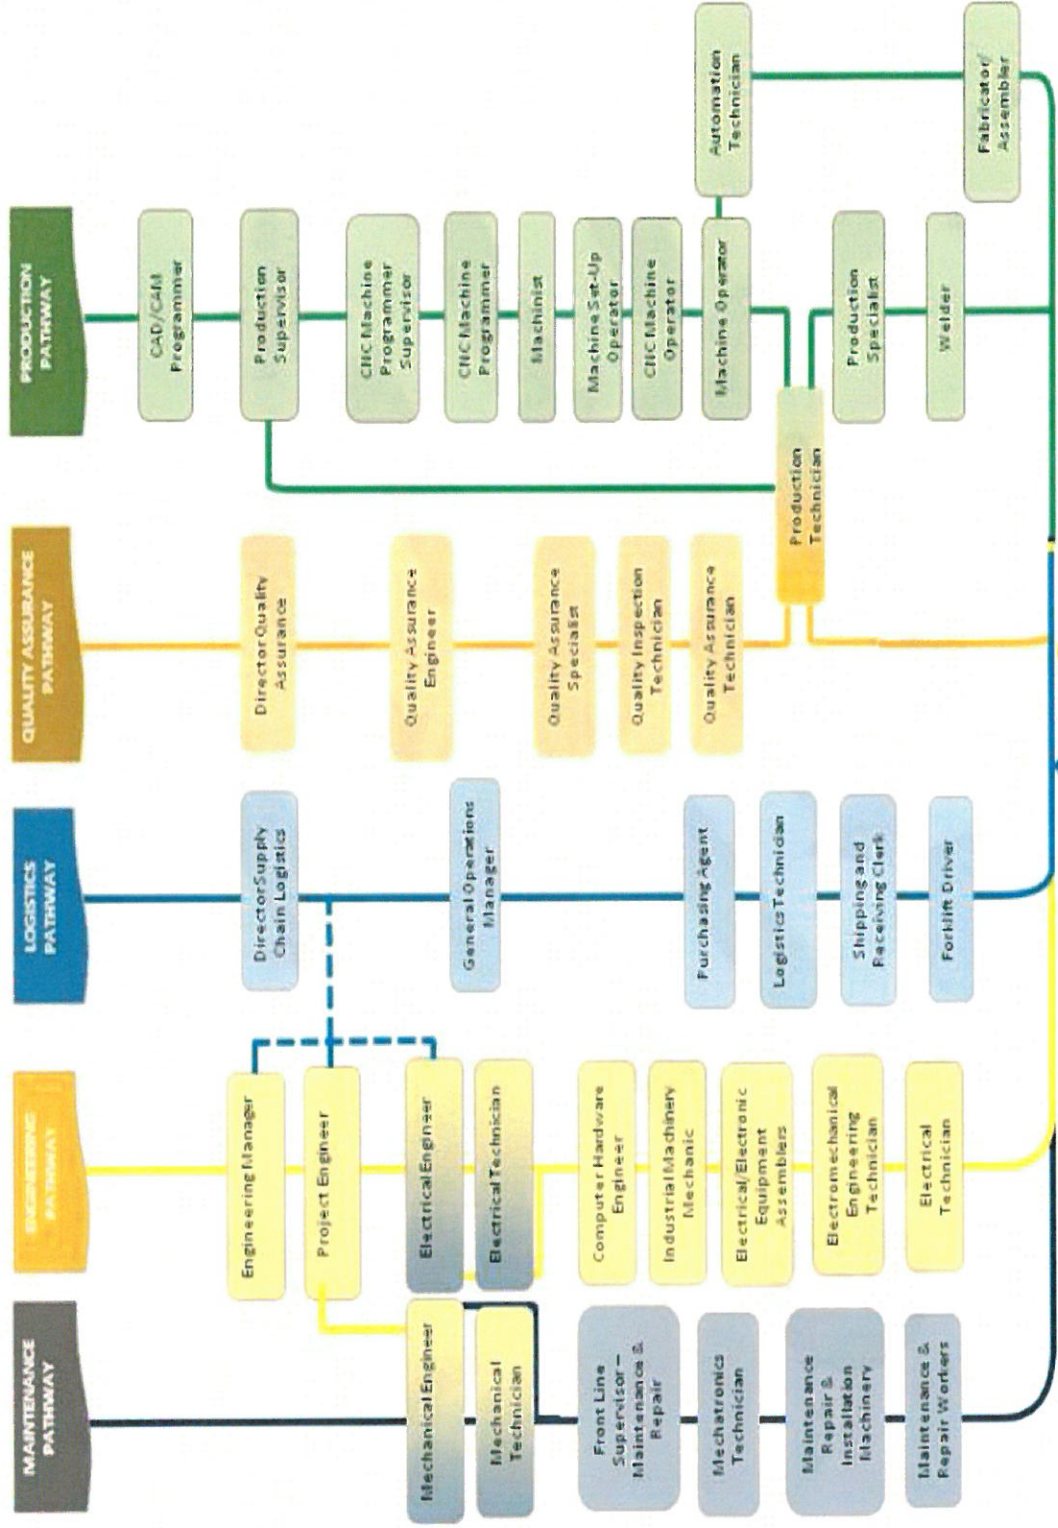 MAINTENANCE
PATHWAY
Mechanical Engineer
Mechanical
Technician
Front Line
Supervisor—
Maintenance &
Repair
Mechatronics
Technician
Maintenance
Repair &
Installation
Machinery
Maintenance &
Repair Workers
ENGINEERING
PATHWAY
Engineering Manager
Project Engineer
Electrical Engineer
Electrical Technician
Computer Hardware
Engineer
Industrial Machinery
Mechanic
Electrical/Electronic
Equipment
Assemblers
Electromechanical
Engineering
Technician
Electrical
Technician
LOGISTICS
PATHWAY
Director Supply
Chain Logistics
General Operations
Manager
Purchasing Agent
Logistics Technician
Shipping and
Receiving Clerk
Forklift Driver
QUALITY ASSURANCE
PATHWAY
Director Quality
Assurance
Quality Assurance
Engineer
Quality Assurance
Specialist
Quality Inspection
Technician
Quality Assurance
Technician
Production
Technician
PRODUCTION
PATHWAY
CAD/CAM
Programmer
Production
Supervisor
CNC Machine
Programmer
Supervisor
CNC Machine
Programmer
Machinist
Machine Set-Up
Operator
CNC Machine
Operator
Machine Operator
Production
Specialist
Welder
Automation
Technician
Fabricator/
Assembler